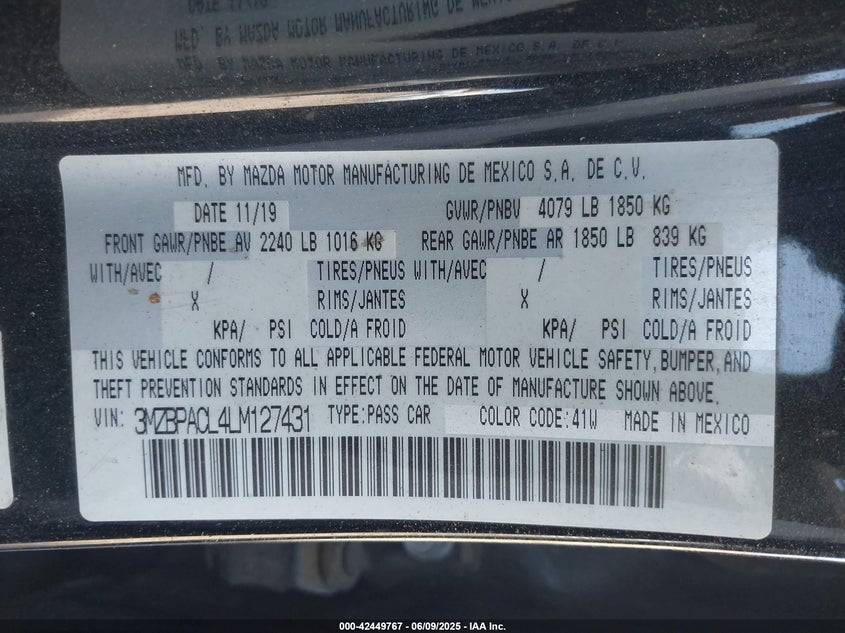 MFD. BY MAZDA MOTOR MANUFACTURING DE MEXICO S.A. DE C.V.
DATE 11/19 GVWR/PNBV 4079 LB 1850 KG
FRONT GAWR/PNBE AV 2240 LB 1016 KG REAR GAWR/PNBE AR 1850 LB 839 KG
WITH/AVEC / TIRES/PNEUS WITH/AVEC / TIRES/PNEUS
X RIMS/JANTES X RIMS/JANTES
KPA/ PSI COLD/A FROID KPA/ PSI COLD/A FROID
THIS VEHICLE CONFORMS TO ALL APPLICABLE FEDERAL MOTOR VEHICLE SAFETY, BUMPER, AND
THEFT PREVENTION STANDARDS IN EFFECT ON THE DATE OF MANUFACTURE SHOWN ABOVE.
VIN: 3MZBPACL4LM127431 TYPE:PASS CAR COLOR CODE:41W MADE IN MEXICO
000-42449767 - 06/09/2025 - IAA Inc.